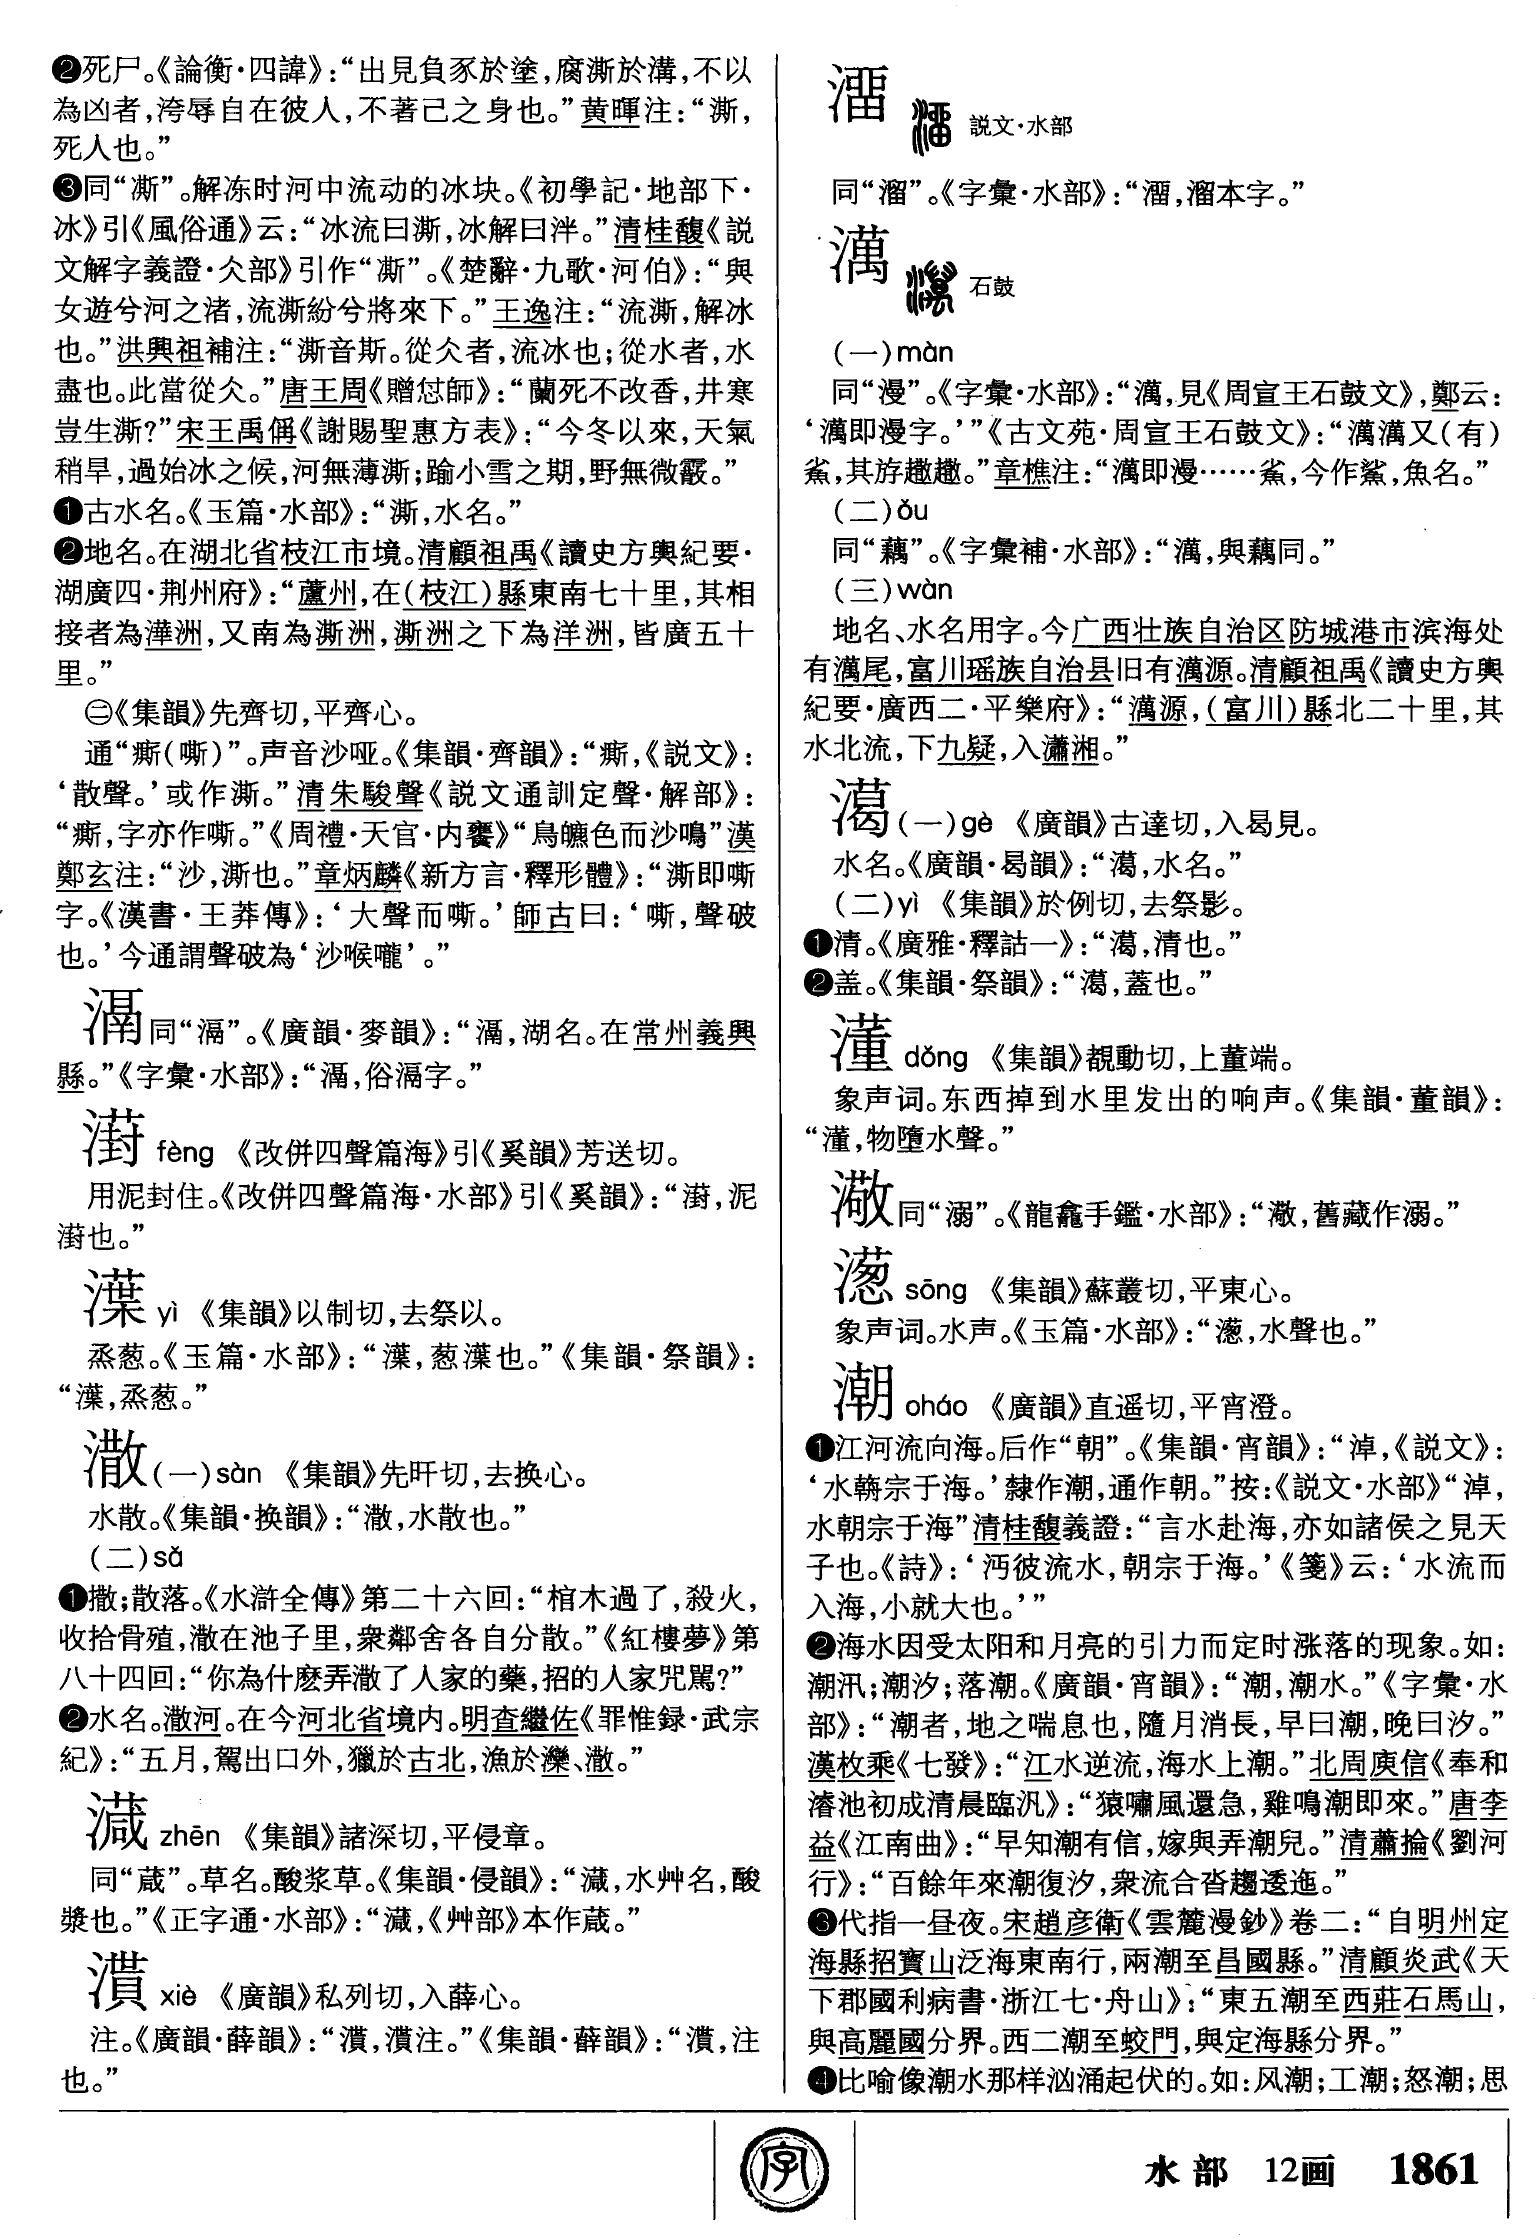 ❷死尸。《論衡·四諱》：“出見負豕於塗，腐澌於溝，不以
為凶者，洿辱自在彼人，不著己之身也。”黄暉注：“澌，
死人也。”
❸同“凘”。解冻时河中流动的冰块。《初學記·地部下·
冰》引《風俗通》云：“冰流曰澌，冰解曰泮。”清桂馥《説
文解字義證·仌部》引作“凘”。《楚辭·九歌·河伯》：“與
女遊兮河之渚，流澌紛兮將來下。”王逸注：“流澌，解冰
也。”洪興祖補注：“澌音斯。從仌者，流冰也；從水者，水
盡也。此當從仌。”唐王周《贈怤師》：“蘭死不改香，井寒
豈生澌？”宋王禹偁《謝賜聖惠方表》：“今冬以來，天氣
稍旱，過始冰之候，河無薄澌；踰小雪之期，野無微霰。”
❶古水名。《玉篇·水部》：“澌，水名。”
❷地名。在湖北省枝江市境。清顧祖禹《讀史方輿紀要·
湖廣四·荆州府》：“蘆州，在（枝江）縣東南七十里，其相
接者為澕洲，又南為澌洲，澌洲之下為洋洲，皆廣五十
里。”
㊁《集韻》先齊切，平齊心。
通“㾷（嘶）”。声音沙哑。《集韻·齊韻》：“㾷，《説文》：
‘散聲。’或作澌。”清朱駿聲《説文通訓定聲·解部》：
“㾷，字亦作嘶。”《周禮·天官·内饔》“鳥皫色而沙鳴”漢
鄭玄注：“沙，澌也。”章炳麟《新方言·釋形體》：“澌即嘶
字。《漢書·王莽傳》：‘大聲而嘶。’師古曰：‘嘶，聲破
也。’今通謂聲破為‘沙喉嚨’。”
同“滆”。《廣韻·麥韻》：“滆，湖名。在常州義興
縣。”《字彙·水部》：“，俗滆字。”
fèng 《改併四聲篇海》引《奚韻》芳送切。
用泥封住。《改併四聲篇海·水部》引《奚韻》：“，泥
也。”
yì 《集韻》以制切，去祭以。
烝葱。《玉篇·水部》：“，葱也。”《集韻·祭韻》：
“，烝葱。”
潵（一）sàn 《集韻》先旰切，去换心。
水散。《集韻·换韻》：“潵，水散也。”
（二）sǎ
❶撒；散落。《水滸全傳》第二十六回：“棺木過了，殺火，
收拾骨殖，潵在池子里，衆鄰舍各自分散。”《紅樓夢》第
八十四回：“你為什麽弄潵了人家的藥，招的人家咒駡？”
❷水名。潵河。在今河北省境内。明查繼佐《罪惟録·武宗
紀》：“五月，駕出口外，獵於古北，漁於灤、潵。”
zhēn 《集韻》諸深切，平侵章。
同“葴”。草名。酸浆草。《集韻·侵韻》：“，水艸名，酸
漿也。”《正字通·水部》：“，《艸部》本作葴。”
xiè 《廣韻》私列切，入薛心。
注。《廣韻·薛韻》：“，注。”《集韻·薛韻》：“，注
也。”
澑 説文·水部
同“溜”。《字彙·水部》：“澑，溜本字。”
澫 石鼓
（一）màn
同“漫”。《字彙·水部》：“澫，見《周宣王石鼓文》，鄭云：
‘澫即漫字。’”《古文苑·周宣王石鼓文》：“澫澫又（有）
，其斿趩趩。”章樵注：“澫即漫……，今作鯊，魚名。”
（二）ǒu
同“藕”。《字彙補·水部》：“澫，與藕同。”
（三）wàn
地名、水名用字。今广西壮族自治区防城港市滨海处
有澫尾，富川瑶族自治县旧有澫源。清顧祖禹《讀史方輿
紀要·廣西二·平樂府》：“澫源，（富川）縣北二十里，其
水北流，下九疑，入瀟湘。”
㵧（一）gè 《廣韻》古達切，入曷見。
水名。《廣韻·曷韻》：“㵧，水名。”
（二）yì 《集韻》於例切，去祭影。
❶清。《廣雅·釋詁一》：“㵧，清也。”
❷盖。《集韻·祭韻》：“㵧，蓋也。”
dǒng 《集韻》覩動切，上董端。
象声词。东西掉到水里发出的响声。《集韻·董韻》：
“，物墮水聲。”
同“溺”。《龍龕手鑑·水部》：“，舊藏作溺。”
sōng 《集韻》蘇叢切，平東心。
象声词。水声。《玉篇·水部》：“，水聲也。”
潮 oháo 《廣韻》直遥切，平宵澄。
❶江河流向海。后作“朝”。《集韻·宵韻》：“淖，《説文》：
‘水朝宗于海。’隸作潮，通作朝。”按：《説文·水部》“淖，
水朝宗于海”清桂馥義證：“言水赴海，亦如諸侯之見天
子也。《詩》：‘沔彼流水，朝宗于海。’《箋》云：‘水流而
入海，小就大也。’”
❷海水因受太阳和月亮的引力而定时涨落的现象。如：
潮汛；潮汐；落潮。《廣韻·宵韻》：“潮，潮水。”《字彙·水
部》：“潮者，地之喘息也，隨月消長，早曰潮，晚曰汐。”
漢枚乘《七發》：“江水逆流，海水上潮。”北周庾信《奉和
濬池初成清晨臨汎》：“猿嘯風還急，雞鳴潮即來。”唐李
益《江南曲》：“早知潮有信，嫁與弄潮兒。”清蕭掄《劉河
行》：“百餘年來潮復汐，衆流合沓趨逶迤。”
❸代指一昼夜。宋趙彦衛《雲麓漫鈔》卷二：“自明州定
海縣招寶山泛海東南行，兩潮至昌國縣。”清顧炎武《天
下郡國利病書·浙江七·舟山》：“東五潮至西莊石馬山，
與高麗國分界。西二潮至蛟門，與定海縣分界。”
❹比喻像潮水那样汹涌起伏的。如：风潮；工潮；怒潮；思
字
水部 12画 1861